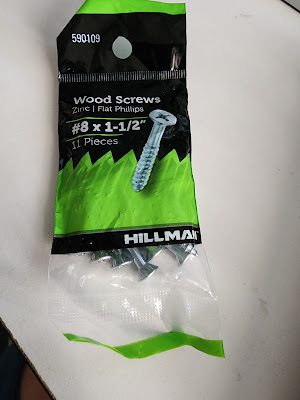 590109
Wood Screws
Zinc | Flat Phillips
#8 x 1-1/2"
11 Pieces
HILLMAN